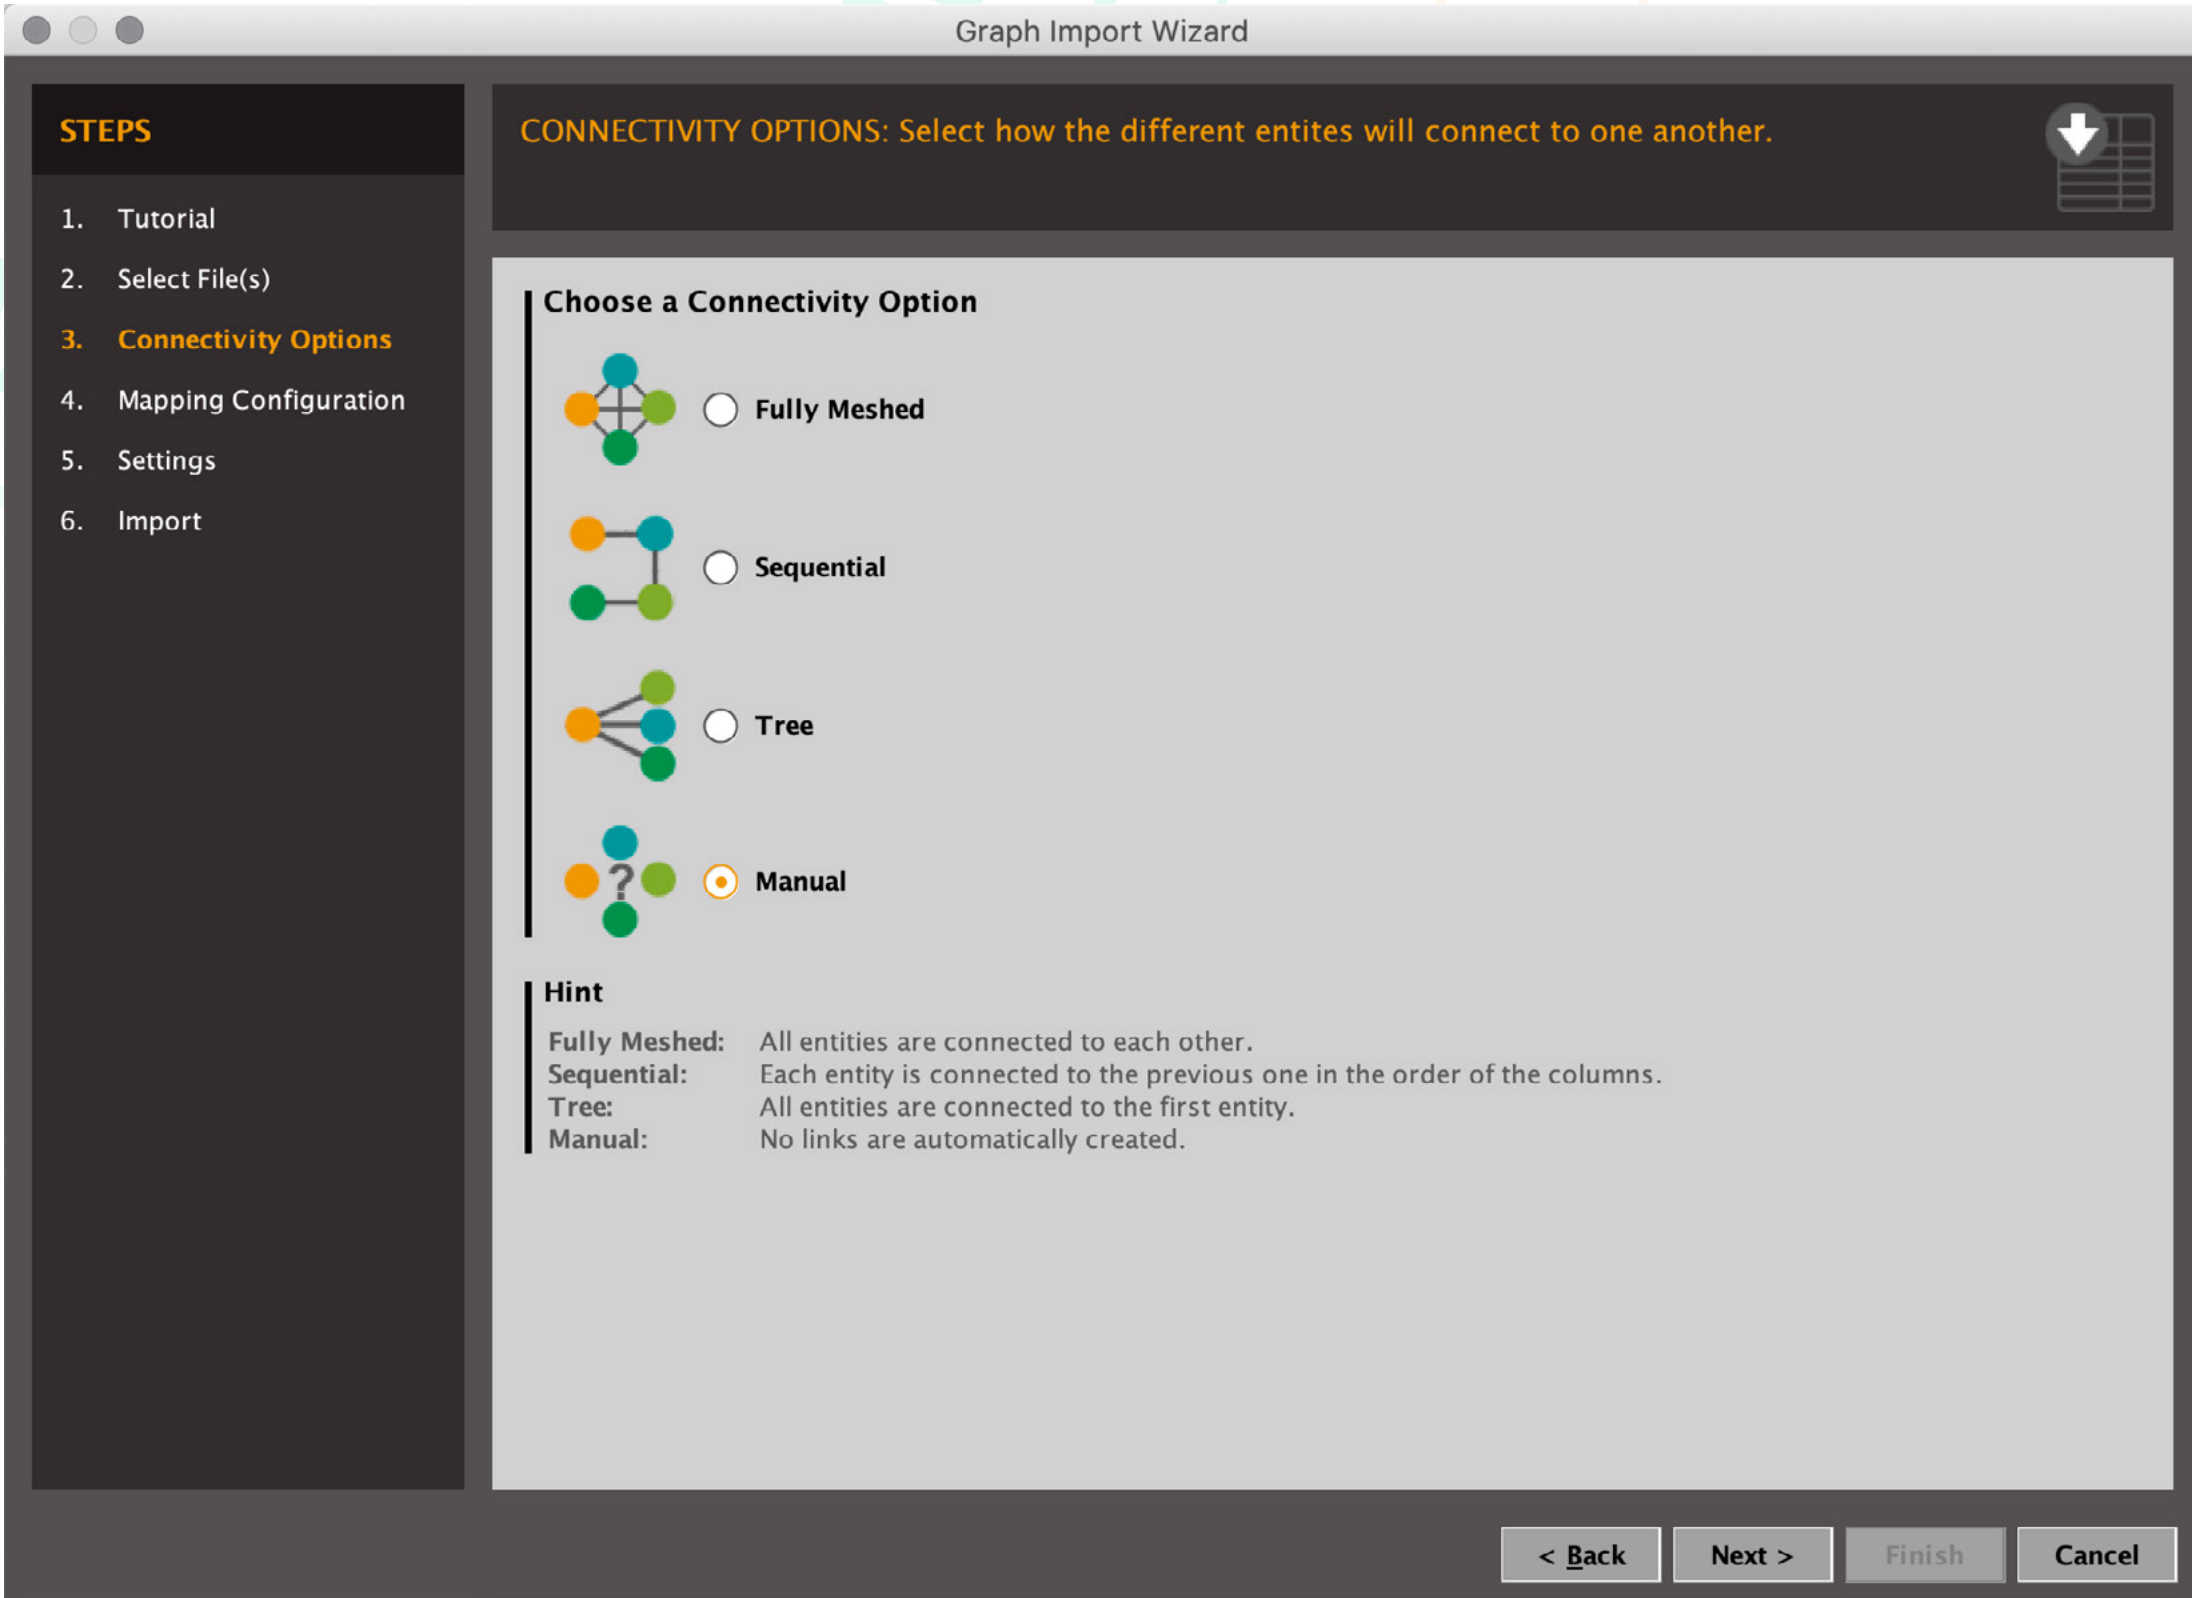 Graph Import Wizard
STEPS
1. Tutorial
2. Select File(s)
3. Connectivity Options
4. Mapping Configuration
5. Settings
6. Import
CONNECTIVITY OPTIONS: Select how the different entites will connect to one another.
Choose a Connectivity Option
Fully Meshed
Sequential
Tree
?
Manual
Hint
Fully Meshed: All entities are connected to each other.
Sequential: Each entity is connected to the previous one in the order of the columns.
Tree: All entities are connected to the first entity.
Manual: No links are automatically created.
< Back
Next >
Finish
Cancel